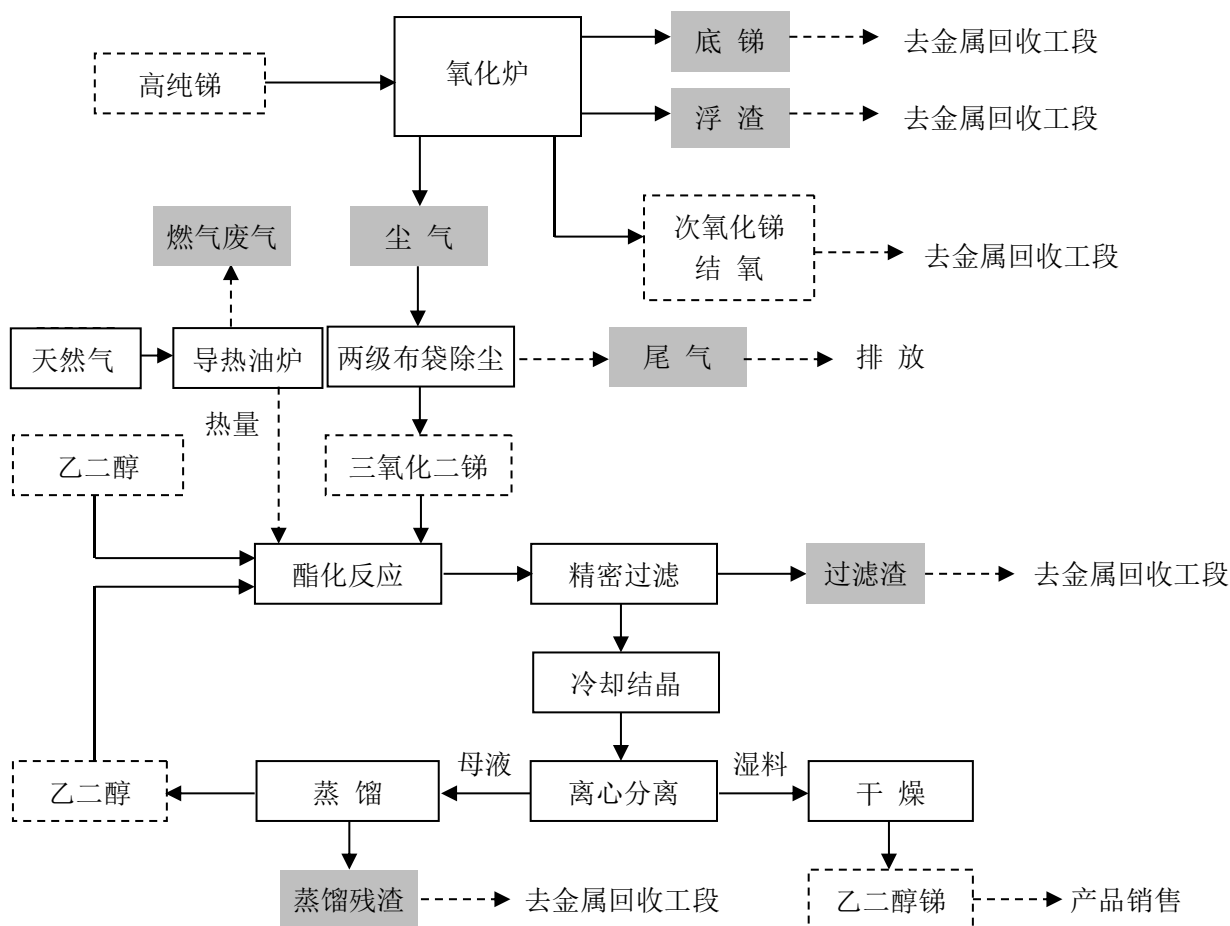 底 锑
去金属回收工段
高纯锑
氧化炉
浮 渣
去金属回收工段
燃气废气
尘 气
次氧化锑
结 氧
去金属回收工段
天然气
导热油炉
两级布袋除尘
尾 气
排 放
热量
乙二醇
三氧化二锑
酯化反应
精密过滤
过滤渣
去金属回收工段
冷却结晶
母液
湿料
乙二醇
蒸 馏
离心分离
干 燥
蒸馏残渣
去金属回收工段
乙二醇锑
产品销售